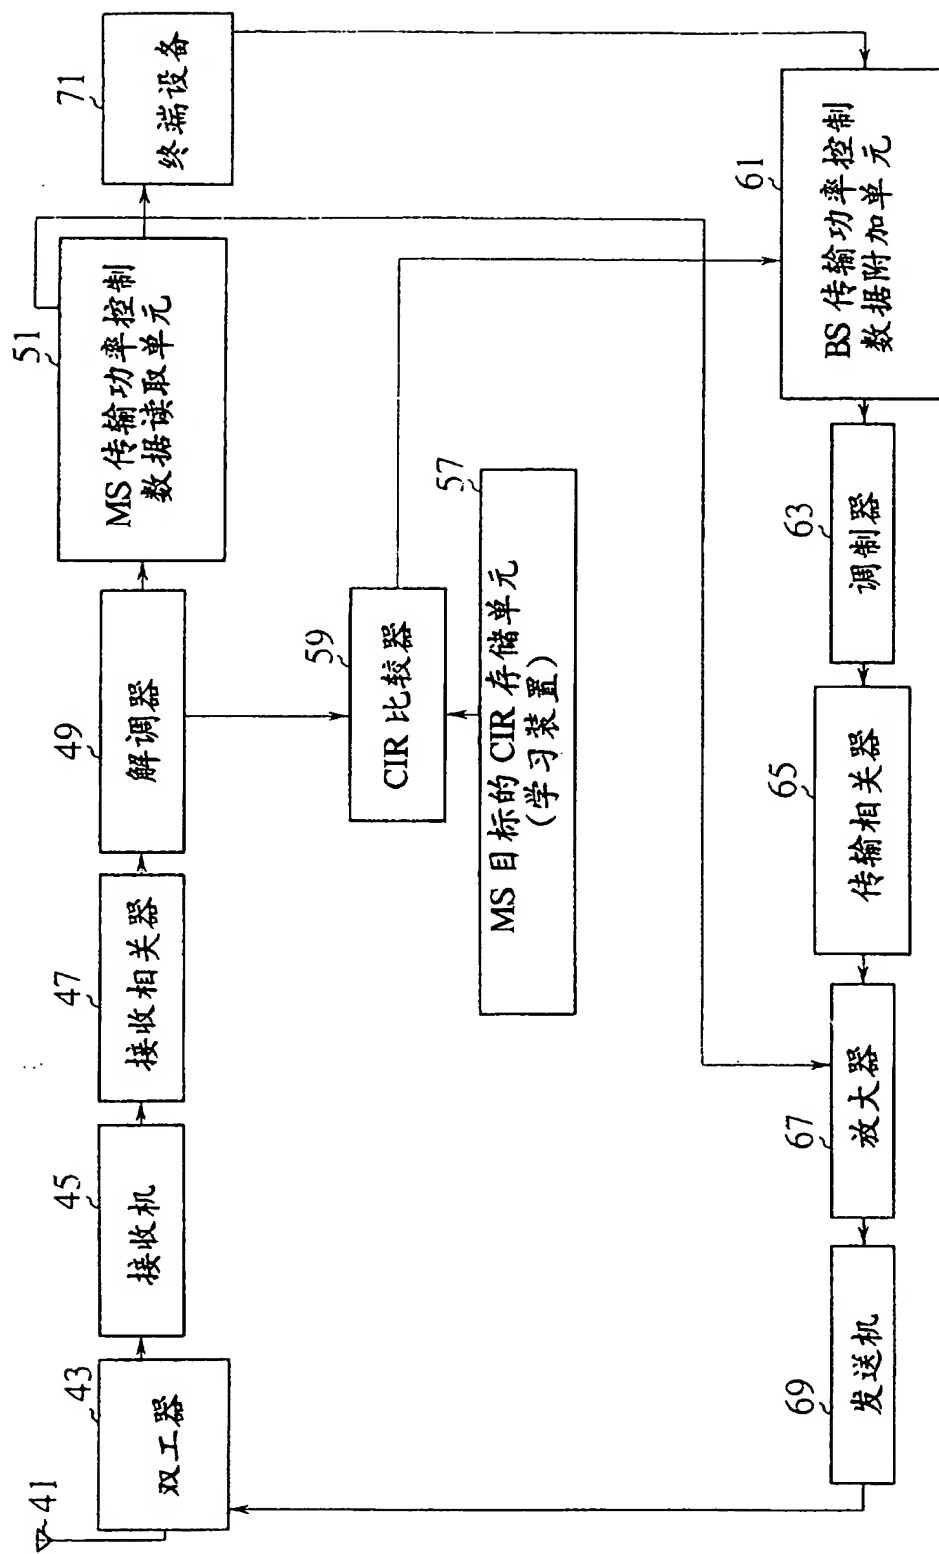 41
43
双工器
45
接收机
47
接收相关器
49
解调器
51
MS 传输功率控制
数据读取单元
71
终端设备
59
CIR 比较器
57
MS 目标的 CIR 存储单元
(学习装置)
61
BS 传输功率控制
数据附加单元
63
调制器
65
传输相关器
67
放大器
69
发送机